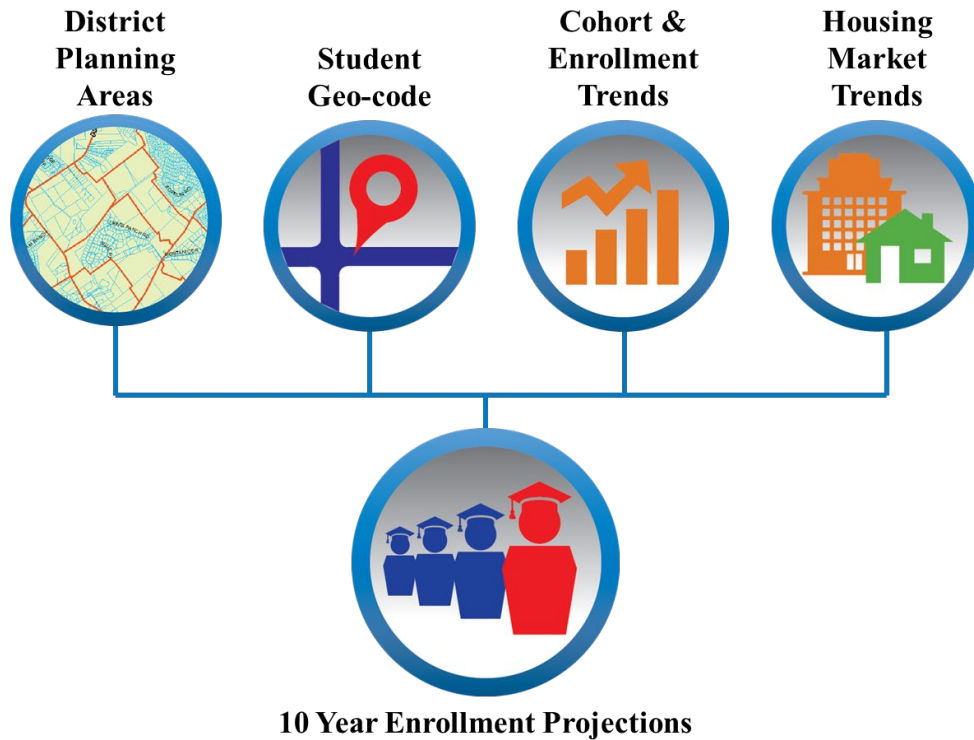 District
Planning
Areas
Student
Geo-code
Cohort &
Enrollment
Trends
Housing
Market
Trends
10 Year Enrollment Projections